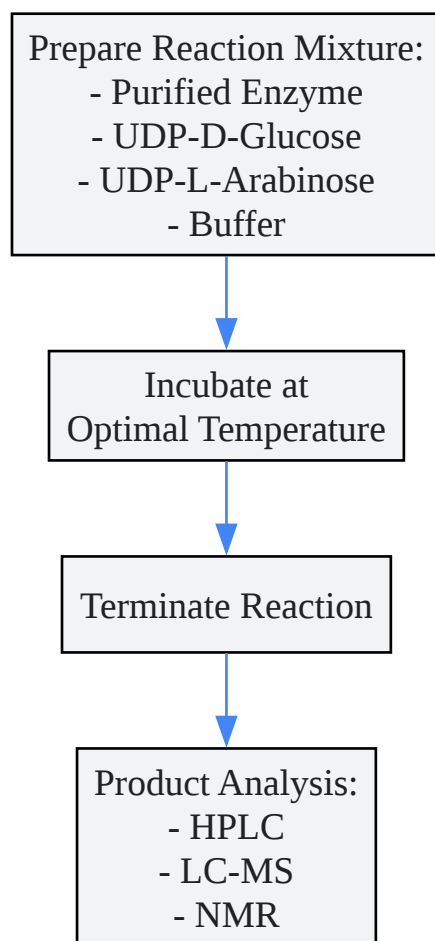 Prepare Reaction Mixture:
- Purified Enzyme
- UDP-D-Glucose
- UDP-L-Arabinose
- Buffer
Incubate at
Optimal Temperature
Terminate Reaction
Product Analysis:
- HPLC
- LC-MS
- NMR